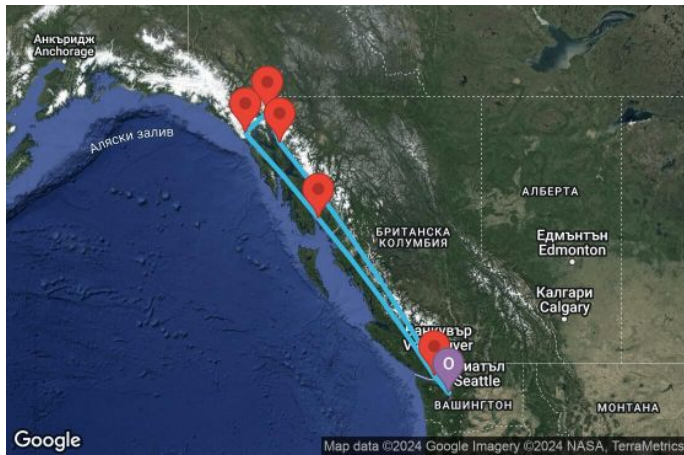 Анкъридж
Anchorage
Аляски залив
АЛБЕРТА
БРИТАНСКА
КОЛУМБИЯ
Едмънтън
Edmonton
Калгари
Calgary
O
Seattle
ВАШИНГТОН
МОНТАНА
Google
Map data ©2024 Google Imagery ©2024 NASA, TerraMetrics